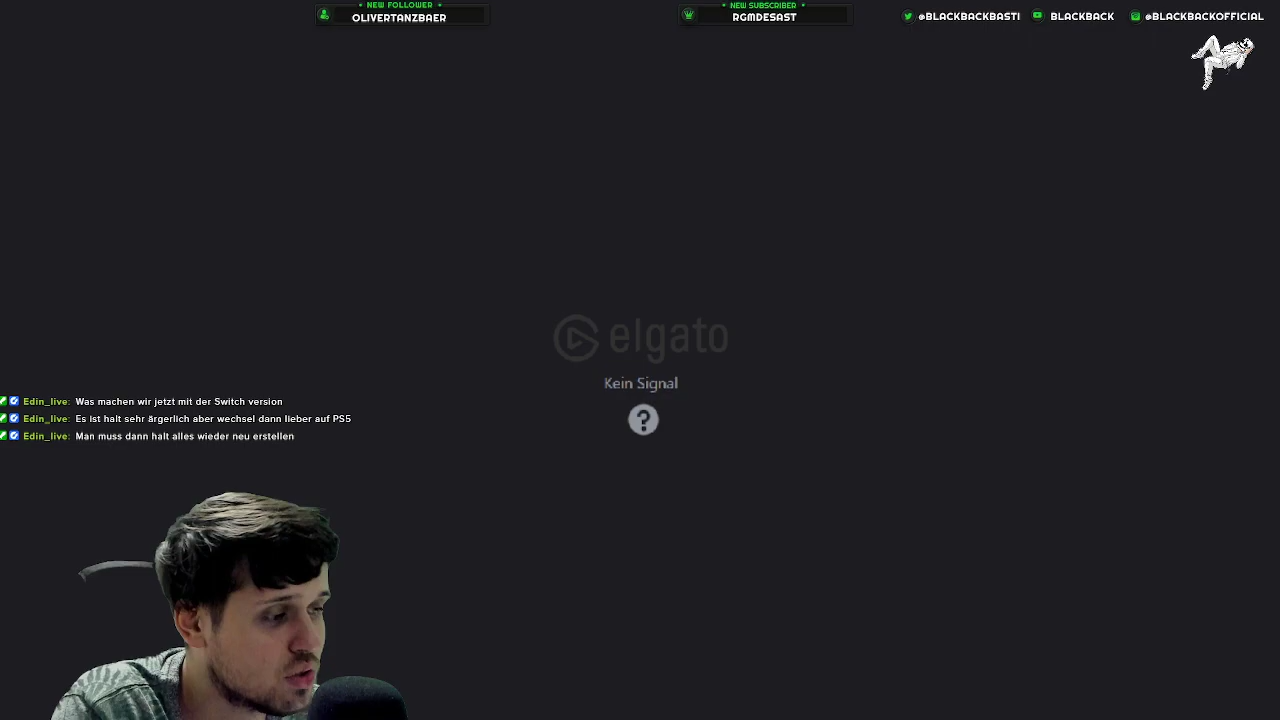 NEW FOLLOWER
OLIVERTANZBAER
NEW SUBSCRIBER
RGMDESAST
@BLACKBACKBASTI
BLACKBACK
@BLACKBACKOFFICIAL
elgato
Kein Signal
?
Edin_live: Was machen wir jetzt mit der Switch version
Edin_live: Es ist halt sehr ärgerlich aber wechsel dann lieber auf PS5
Edin_live: Man muss dann halt alles wieder neu erstellen